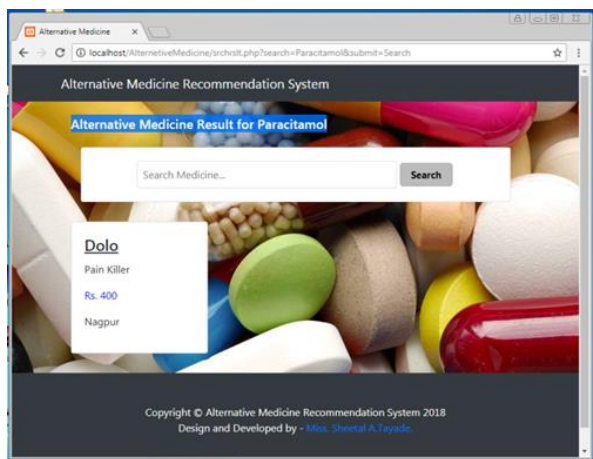 Alternative Medicine
localhost/AlternetiveMedicine/srchrslt.php?search=Paracitamol&submit=Search
Alternative Medicine Recommendation System
Alternative Medicine Result for Paracitamol
Search Medicine...
Search
Dolo
Pain Killer
Rs. 400
Nagpur
Copyright © Alternative Medicine Recommendation System 2018
Design and Developed by - Miss. Sheetal A.Tayade.